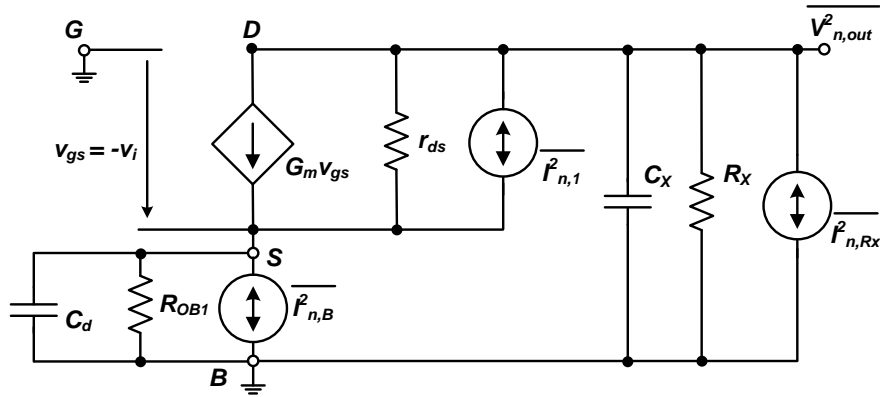 G
D
V²n,out
vgs = -vi
Gmvgs
rds
I²n,1
CX
RX
I²n,Rx
S
Cd
ROB1
I²n,B
B